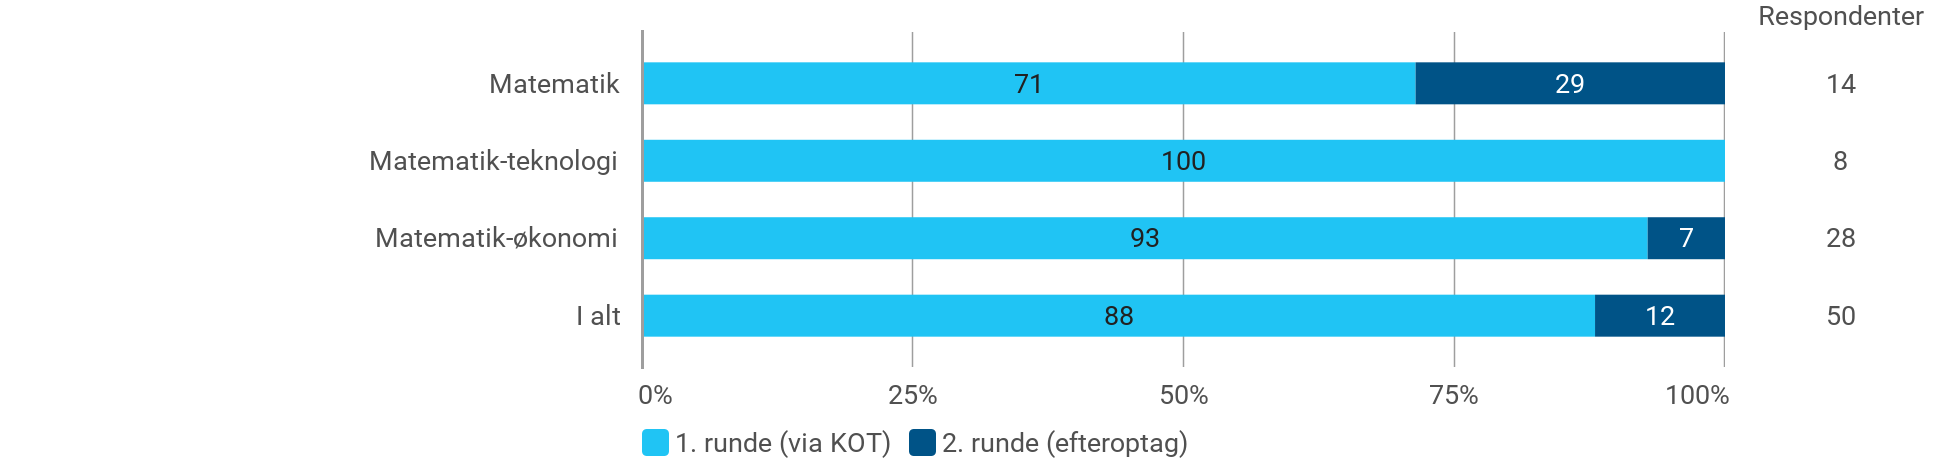 Respondenter
Matematik 71 29 14
Matematik-teknologi 100 8
Matematik-økonomi 93 7 28
I alt 88 12 50
0% 25% 50% 75% 100%
1. runde (via KOT) 2. runde (efteroptag)